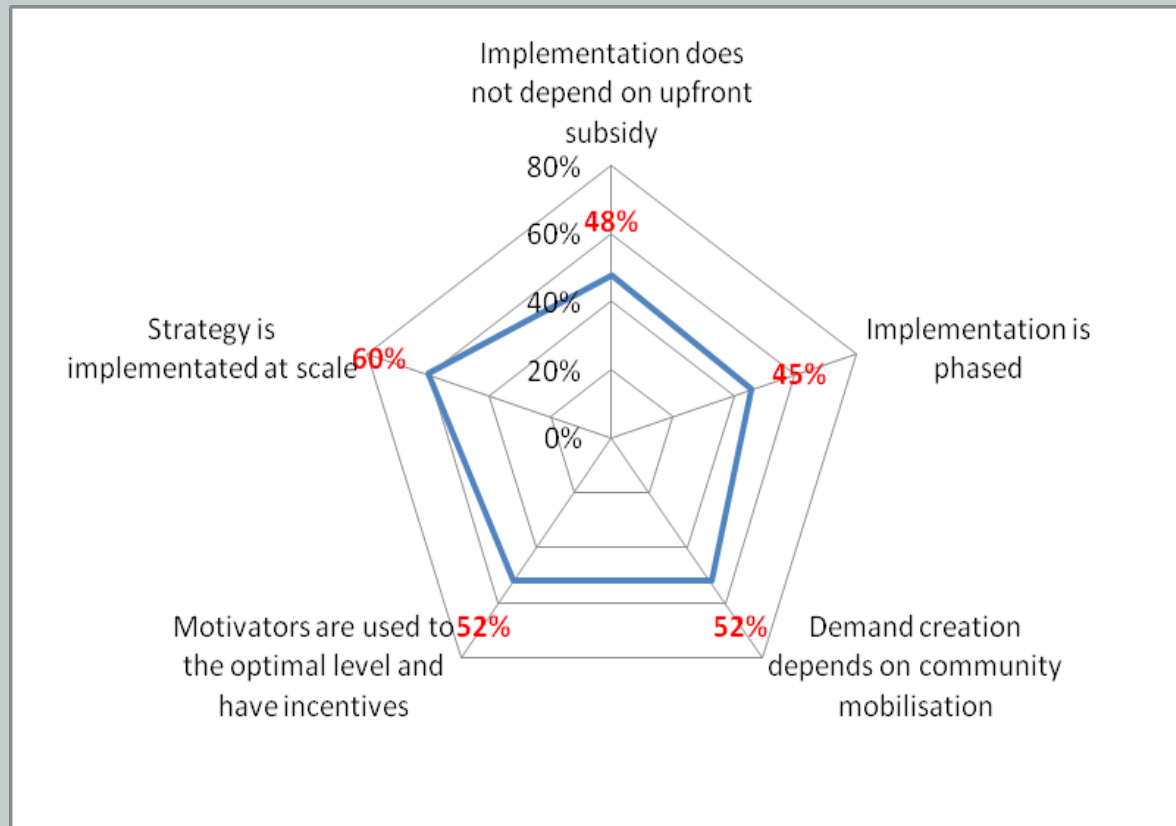 Implementation does
not depend on upfront
subsidy
80%
48%
60%
40%
20%
0%
Strategy is
implementated at scale
60%
Implementation is
phased
45%
Motivators are used to
the optimal level and
have incentives
52%
52%
Demand creation
depends on community
mobilisation